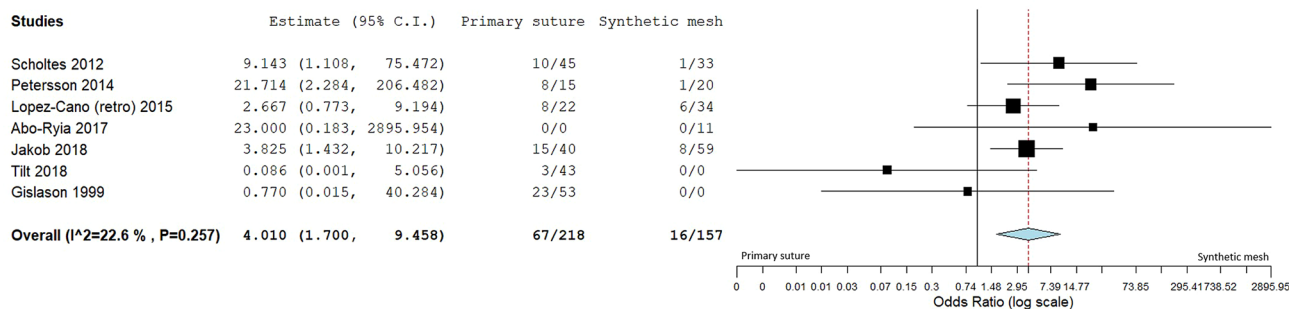 Studies Estimate (95% C.I.) Primary suture Synthetic mesh
Scholtes 2012 9.143 (1.108, 75.472) 10/45 1/33
Petersson 2014 21.714 (2.284, 206.482) 8/15 1/20
Lopez-Cano (retro) 2015 2.667 (0.773, 9.194) 8/22 6/34
Abo-Ryia 2017 23.000 (0.183, 2895.954) 0/0 0/11
Jakob 2018 3.825 (1.432, 10.217) 15/40 8/59
Tilt 2018 0.086 (0.001, 5.056) 3/43 0/0
Gislason 1999 0.770 (0.015, 40.284) 23/53 0/0
Overall (I^2=22.6 % , P=0.257) 4.010 (1.700, 9.458) 67/218 16/157
Primary suture Synthetic mesh
0 0 0.01 0.01 0.03 0.07 0.15 0.3 0.74 1.48 2.95 7.39 14.77 73.85 295.41 738.52 2895.95
Odds Ratio (log scale)